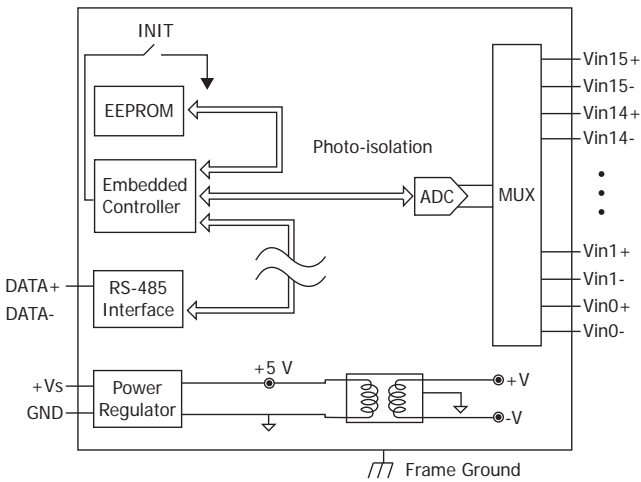 INIT
EEPROM
Photo-isolation
Embedded
Controller
ADC
MUX
Vin15+
Vin15-
Vin14+
Vin14-
Vin1+
Vin1-
Vin0+
Vin0-
DATA+
DATA-
RS-485
Interface
+5 V
+Vs
GND
Power
Regulator
+V
-V
Frame Ground